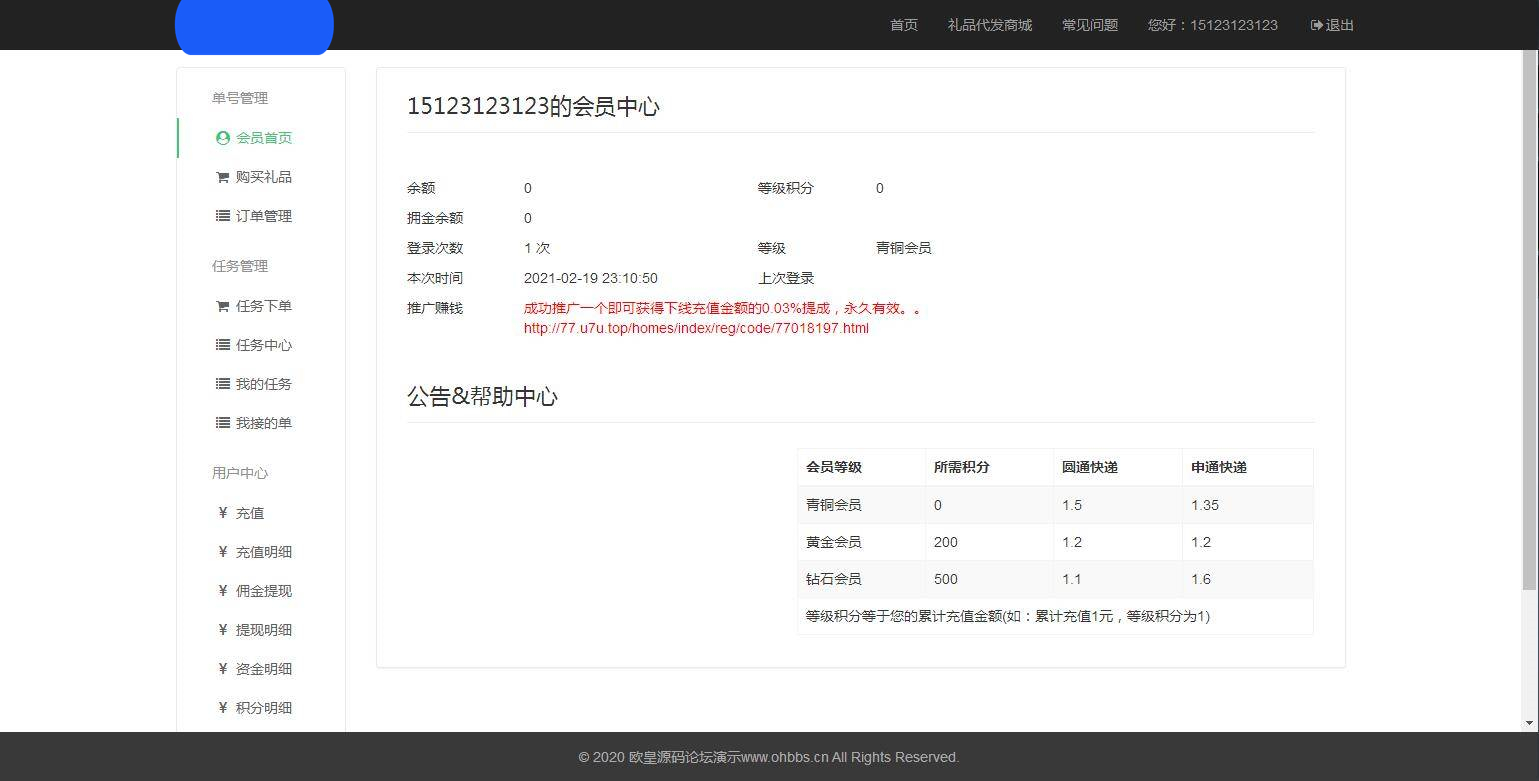 首页 礼品代发商城 常见问题 您好：15123123123 退出
单号管理
会员首页
购买礼品
订单管理
任务管理
任务下单
任务中心
我的任务
我接的单
用户中心
¥ 充值
¥ 充值明细
¥ 佣金提现
¥ 提现明细
¥ 资金明细
¥ 积分明细
15123123123的会员中心
余额 0 等级积分 0
拥金余额 0
登录次数 1 次 等级 青铜会员
本次时间 2021-02-19 23:10:50 上次登录
推广赚钱 成功推广一个即可获得下线充值金额的0.03%提成，永久有效。。
http://77.u7u.top/homes/index/reg/code/77018197.html
公告&帮助中心
会员等级 所需积分 圆通快递 申通快递
青铜会员 0 1.5 1.35
黄金会员 200 1.2 1.2
钻石会员 500 1.1 1.6
等级积分等于您的累计充值金额(如：累计充值1元，等级积分为1)
© 2020 欧皇源码论坛演示www.ohbbs.cn All Rights Reserved.